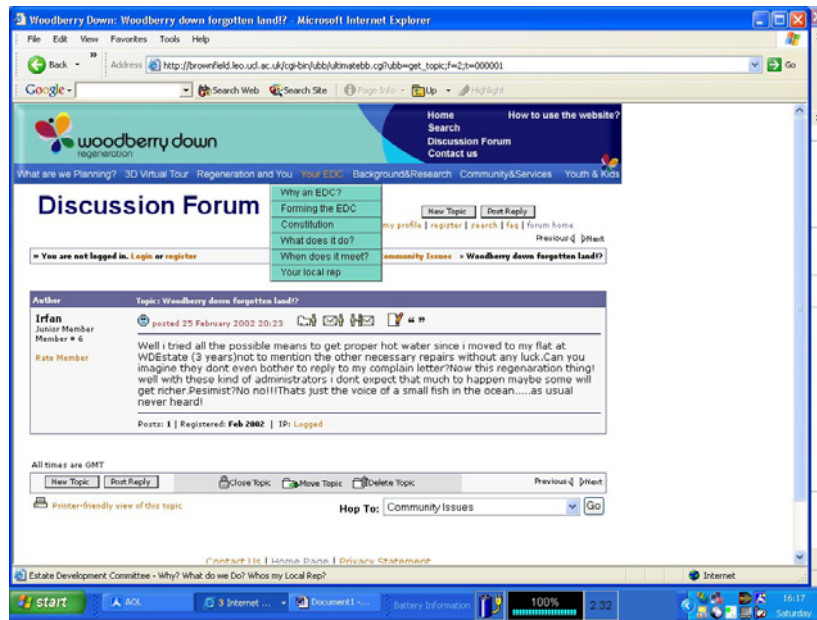 Woodberry Down: Woodberry down forgotten land!? - Microsoft Internet Explorer
File Edit View Favorites Tools Help
Back » Address http://brownfield.leo.ucl.ac.uk/cgi-bin/ubb/ultimatebb.cgi?ubb=get_topic;f=2;t=000001 Go
Google Search Web Search Site Page Info Up Highlight
Home How to use the website?
Search
Discussion Forum
Contact us
woodberry down
regeneration
What are we Planning? 3D Virtual Tour Regeneration and You Your EDC Background&Research Community&Services Youth & Kids
Why an EDC?
Forming the EDC
Constitution
What does it do?
When does it meet?
Your local rep
Discussion Forum
New Topic Post Reply
my profile | register | search | faq | forum home
Previous Next
» You are not logged in. Login or register
Community Issues » Woodberry down forgotten land!?
Author Topic: Woodberry down forgotten land!?
Irfan
Junior Member
Member # 6
Rate Member
posted 25 February 2002 20:23
Well i tried all the possible means to get proper hot water since i moved to my flat at
WDEstate (3 years)not to mention the other necessary repairs without any luck.Can you
imagine they dont even bother to reply to my complain letter?Now this regenaration thing!
well with these kind of administrators i dont expect that much to happen maybe some will
get richer.Pesimist?No no!!!Thats just the voice of a small fish in the ocean.....as usual
never heard!
Posts: 1 | Registered: Feb 2002 | IP: Logged
All times are GMT
New Topic Post Reply Close Topic Move Topic Delete Topic Previous Next
Printer-friendly view of this topic
Hop To: Community Issues Go
Contact Us | Home Page | Privacy Statement
Estate Development Committee - Why? What do we Do? Whos my Local Rep? Internet
start AOL 3 Internet ... Document1 -... Battery Information 100% 2:32 16:17
Saturday